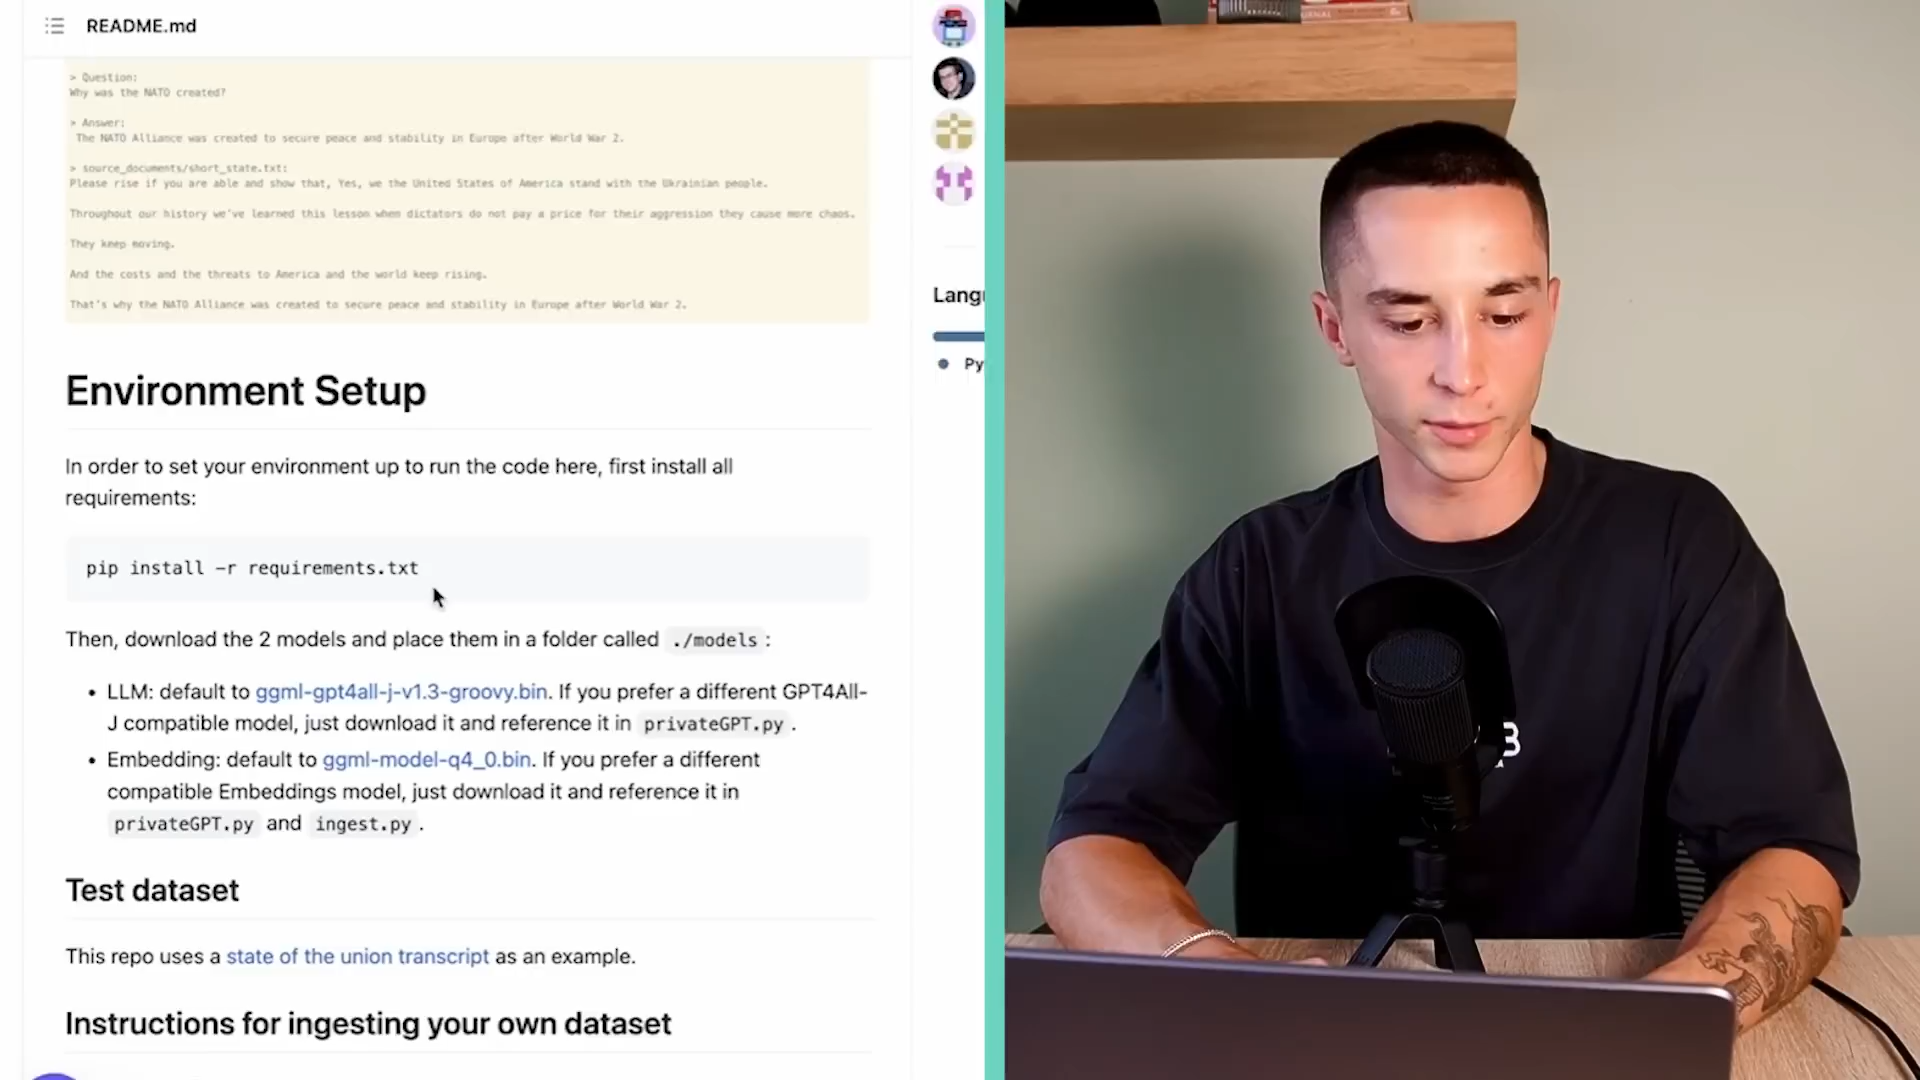 README.md
> Question:
Why was the NATO created?
> Answer:
The NATO Alliance was created to secure peace and stability in Europe after World War 2.
> source_documents/short_state.txt:
Please rise if you are able and show that, Yes, we the United States of America stand with the Ukrainian people.
Throughout our history we've learned this lesson when dictators do not pay a price for their aggression they cause more chaos.
They keep moving.
And the costs and the threats to America and the world keep rising.
That's why the NATO Alliance was created to secure peace and stability in Europe after World War 2.
Environment Setup
In order to set your environment up to run the code here, first install all
requirements:
pip install -r requirements.txt
Then, download the 2 models and place them in a folder called ./models :
• LLM: default to ggml-gpt4all-j-v1.3-groovy.bin. If you prefer a different GPT4All-
J compatible model, just download it and reference it in privateGPT.py .
• Embedding: default to ggml-model-q4_0.bin. If you prefer a different
compatible Embeddings model, just download it and reference it in
privateGPT.py and ingest.py .
Test dataset
This repo uses a state of the union transcript as an example.
Instructions for ingesting your own dataset
Langu
Py